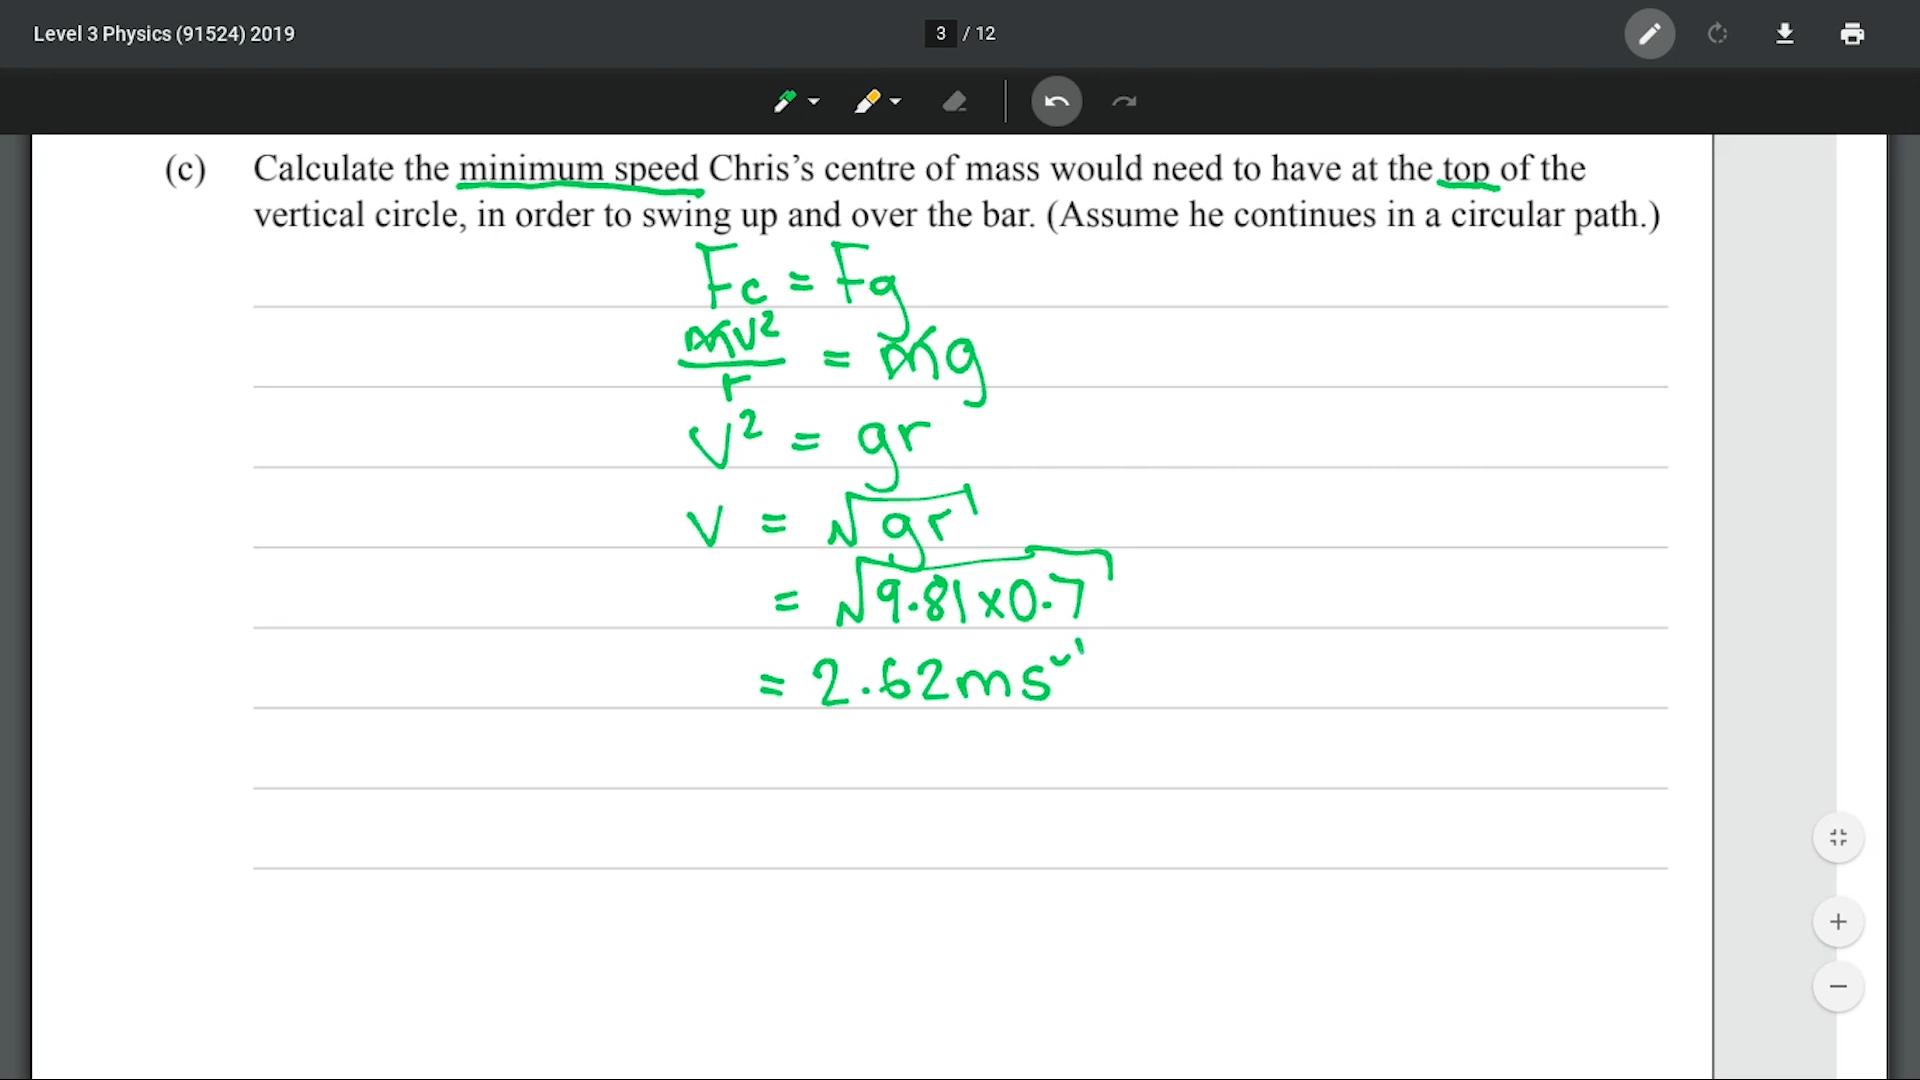 Level 3 Physics (91524) 2019
3 / 12
(c) Calculate the minimum speed Chris’s centre of mass would need to have at the top of the
vertical circle, in order to swing up and over the bar. (Assume he continues in a circular path.)
Fc = Fg
mv²/r = mg
v² = gr
v = √gr
= √9.81×0.7
= 2.62ms⁻¹